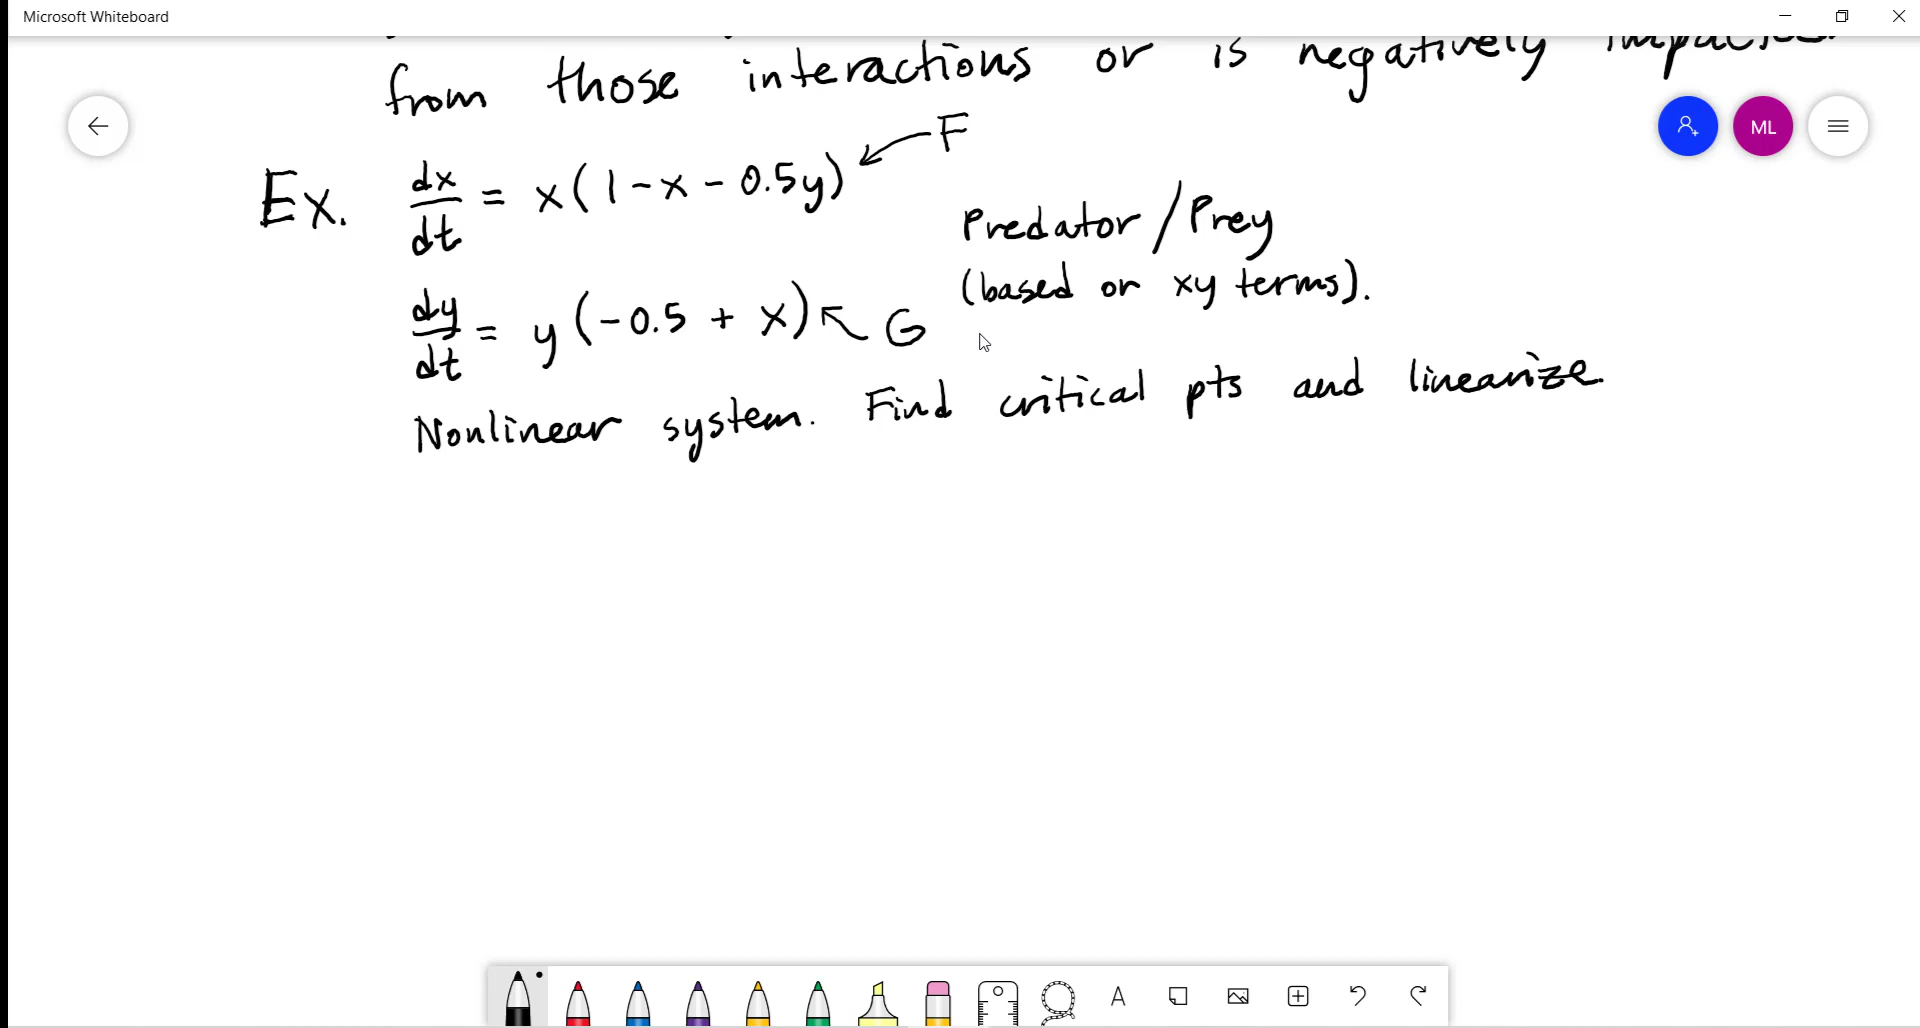 Microsoft Whiteboard
from those interactions or is negatively impacted
Ex. dx/dt = x(1-x-0.5y) ← F
Predator/Prey
(based on xy terms).
dy/dt = y(-0.5 + x) ← G
Nonlinear system. Find critical pts and linearize
ML
A